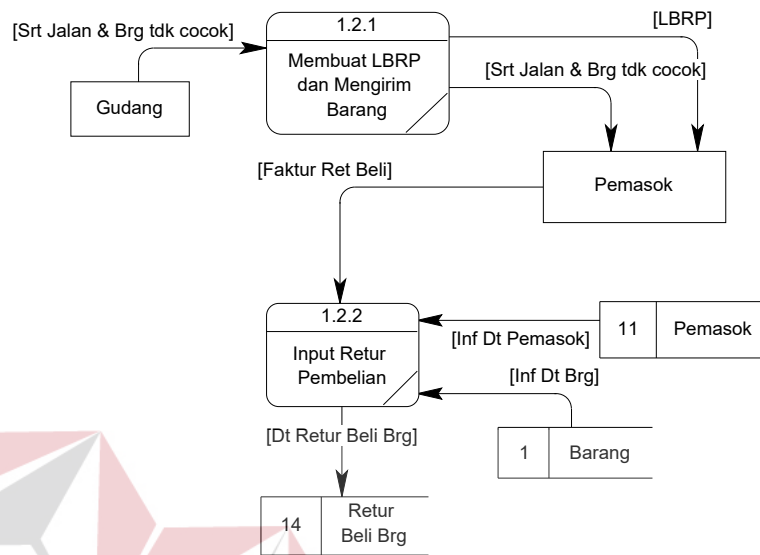 [LBRP]
[Srt Jalan & Brg tdk cocok]
1.2.1
Membuat LBRP
dan Mengirim
Barang
[Srt Jalan & Brg tdk cocok]
Gudang
[Faktur Ret Beli]
Pemasok
1.2.2
Input Retur
Pembelian
[Inf Dt Pemasok]
11
Pemasok
[Inf Dt Brg]
[Dt Retur Beli Brg]
1
Barang
14
Retur
Beli Brg